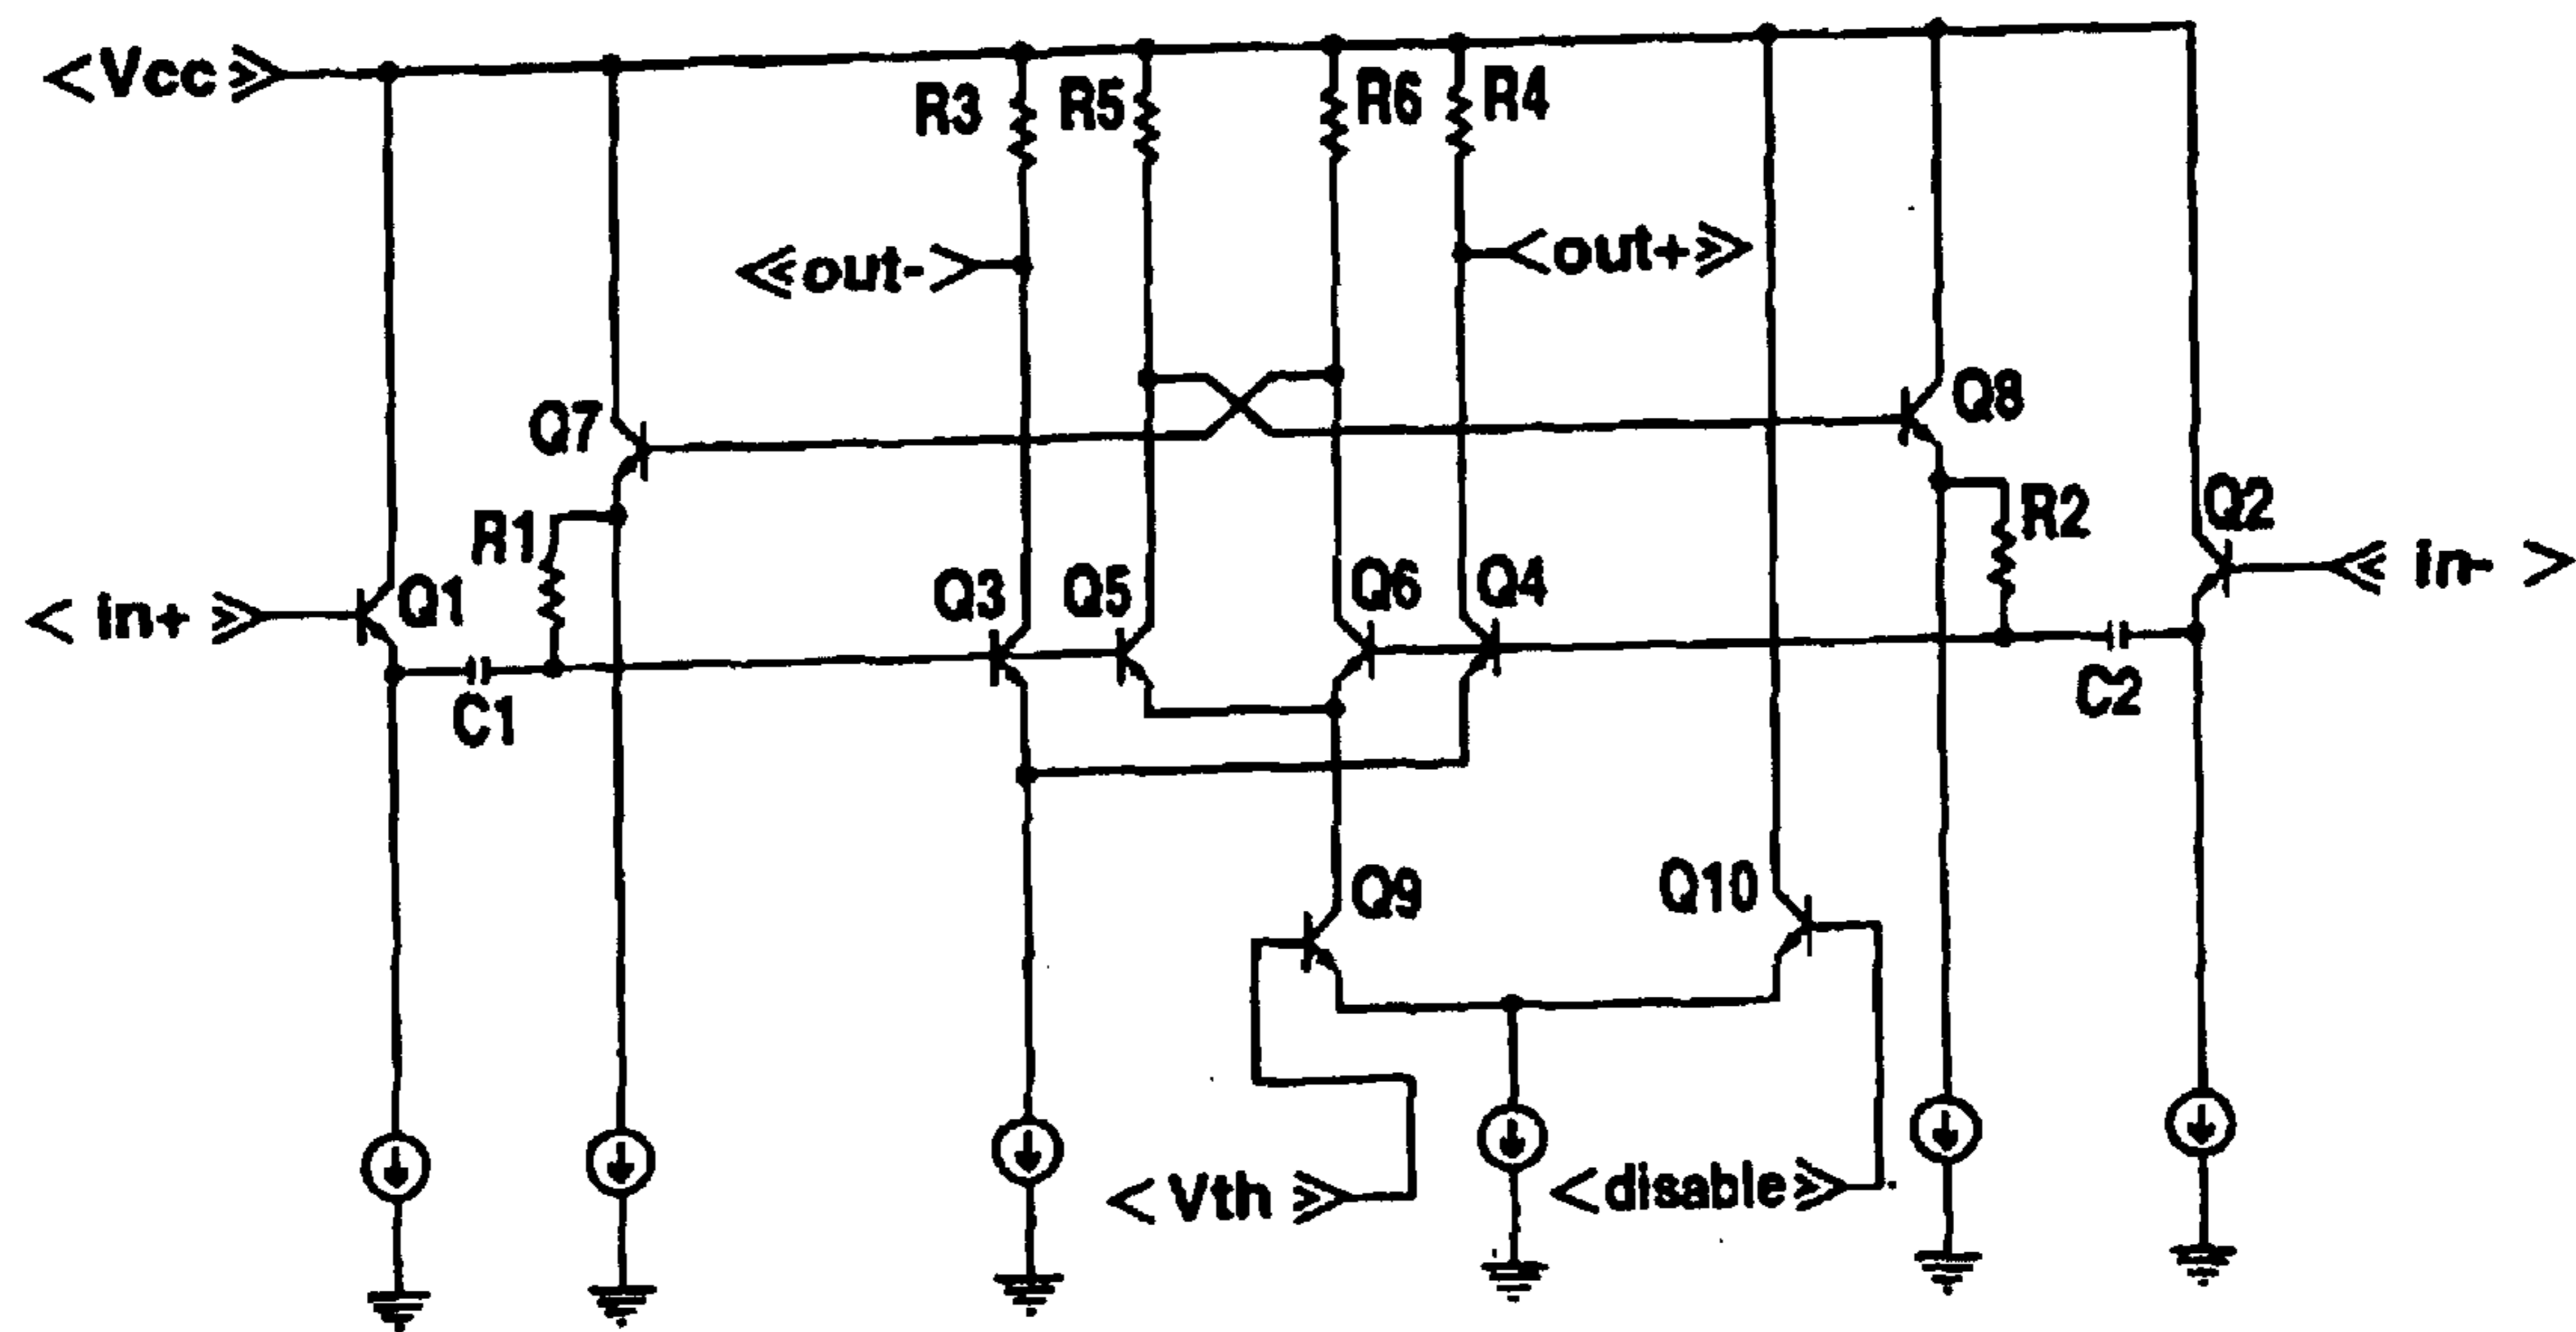 Vcc
R3
R5
R6
R4
out-
out+
Q7
Q8
R1
R2
Q2
in+
Q1
Q3
Q5
Q6
Q4
in-
C1
C2
Q9
Q10
Vth
disable